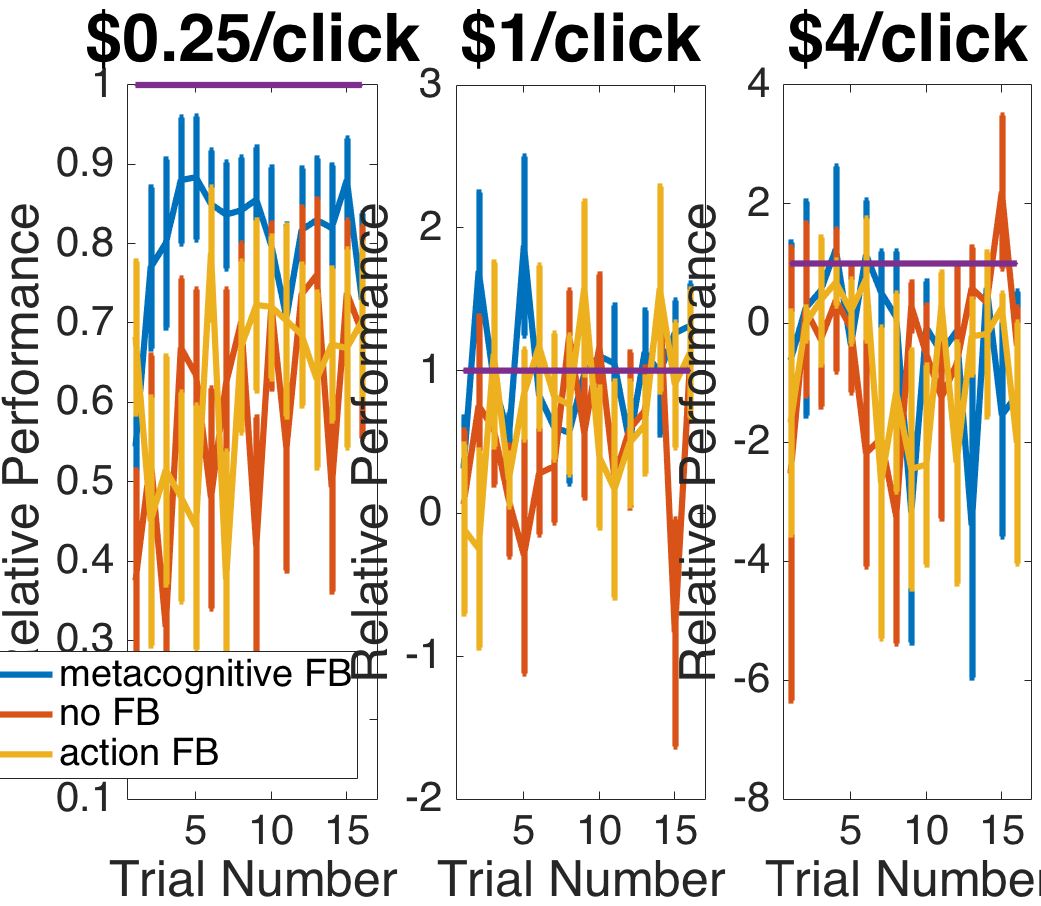 $0.25/click
1
0.9
0.8
0.7
0.6
0.5
0.4
0.3
0.1
5 10 15
Trial Number
Relative Performance
metacognitive FB
no FB
action FB
$1/click
3
2
1
0
-1
-2
5 10 15
Trial Number
Relative Performance
$4/click
4
2
0
-2
-4
-6
-8
5 10 15
Trial Number
Relative Performance